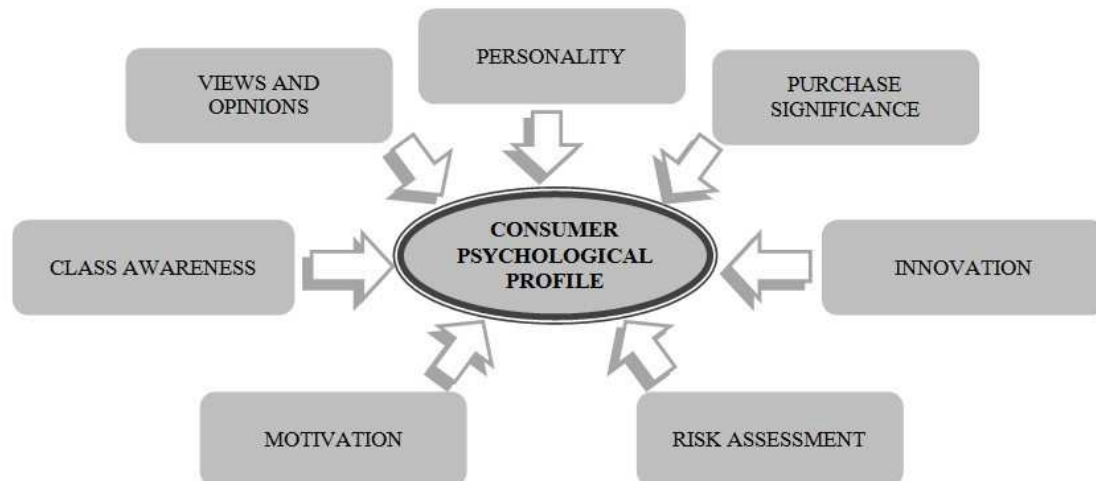 PERSONALITY
VIEWS AND
OPINIONS
PURCHASE
SIGNIFICANCE
CONSUMER
PSYCHOLOGICAL
PROFILE
CLASS AWARENESS
INNOVATION
MOTIVATION
RISK ASSESSMENT